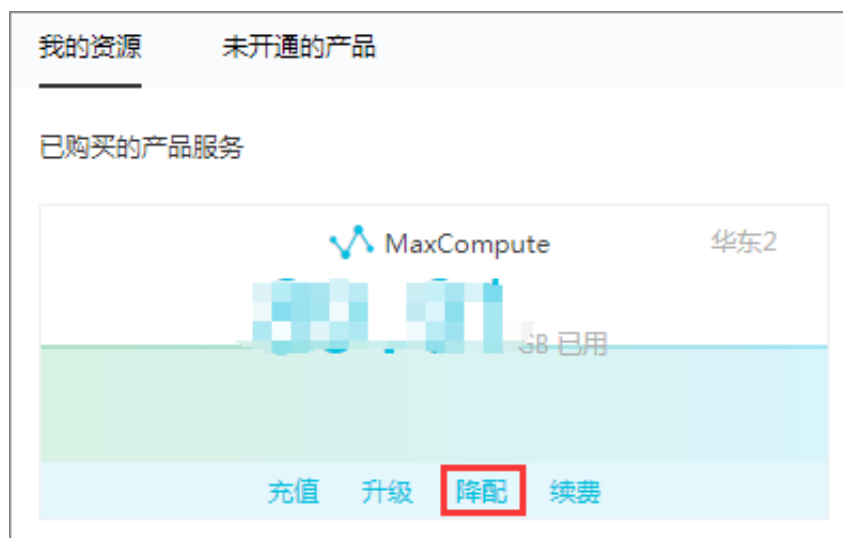 我的资源 未开通的产品
已购买的产品服务
MaxCompute 华东2
GB 已用
充值 升级 降配 续费